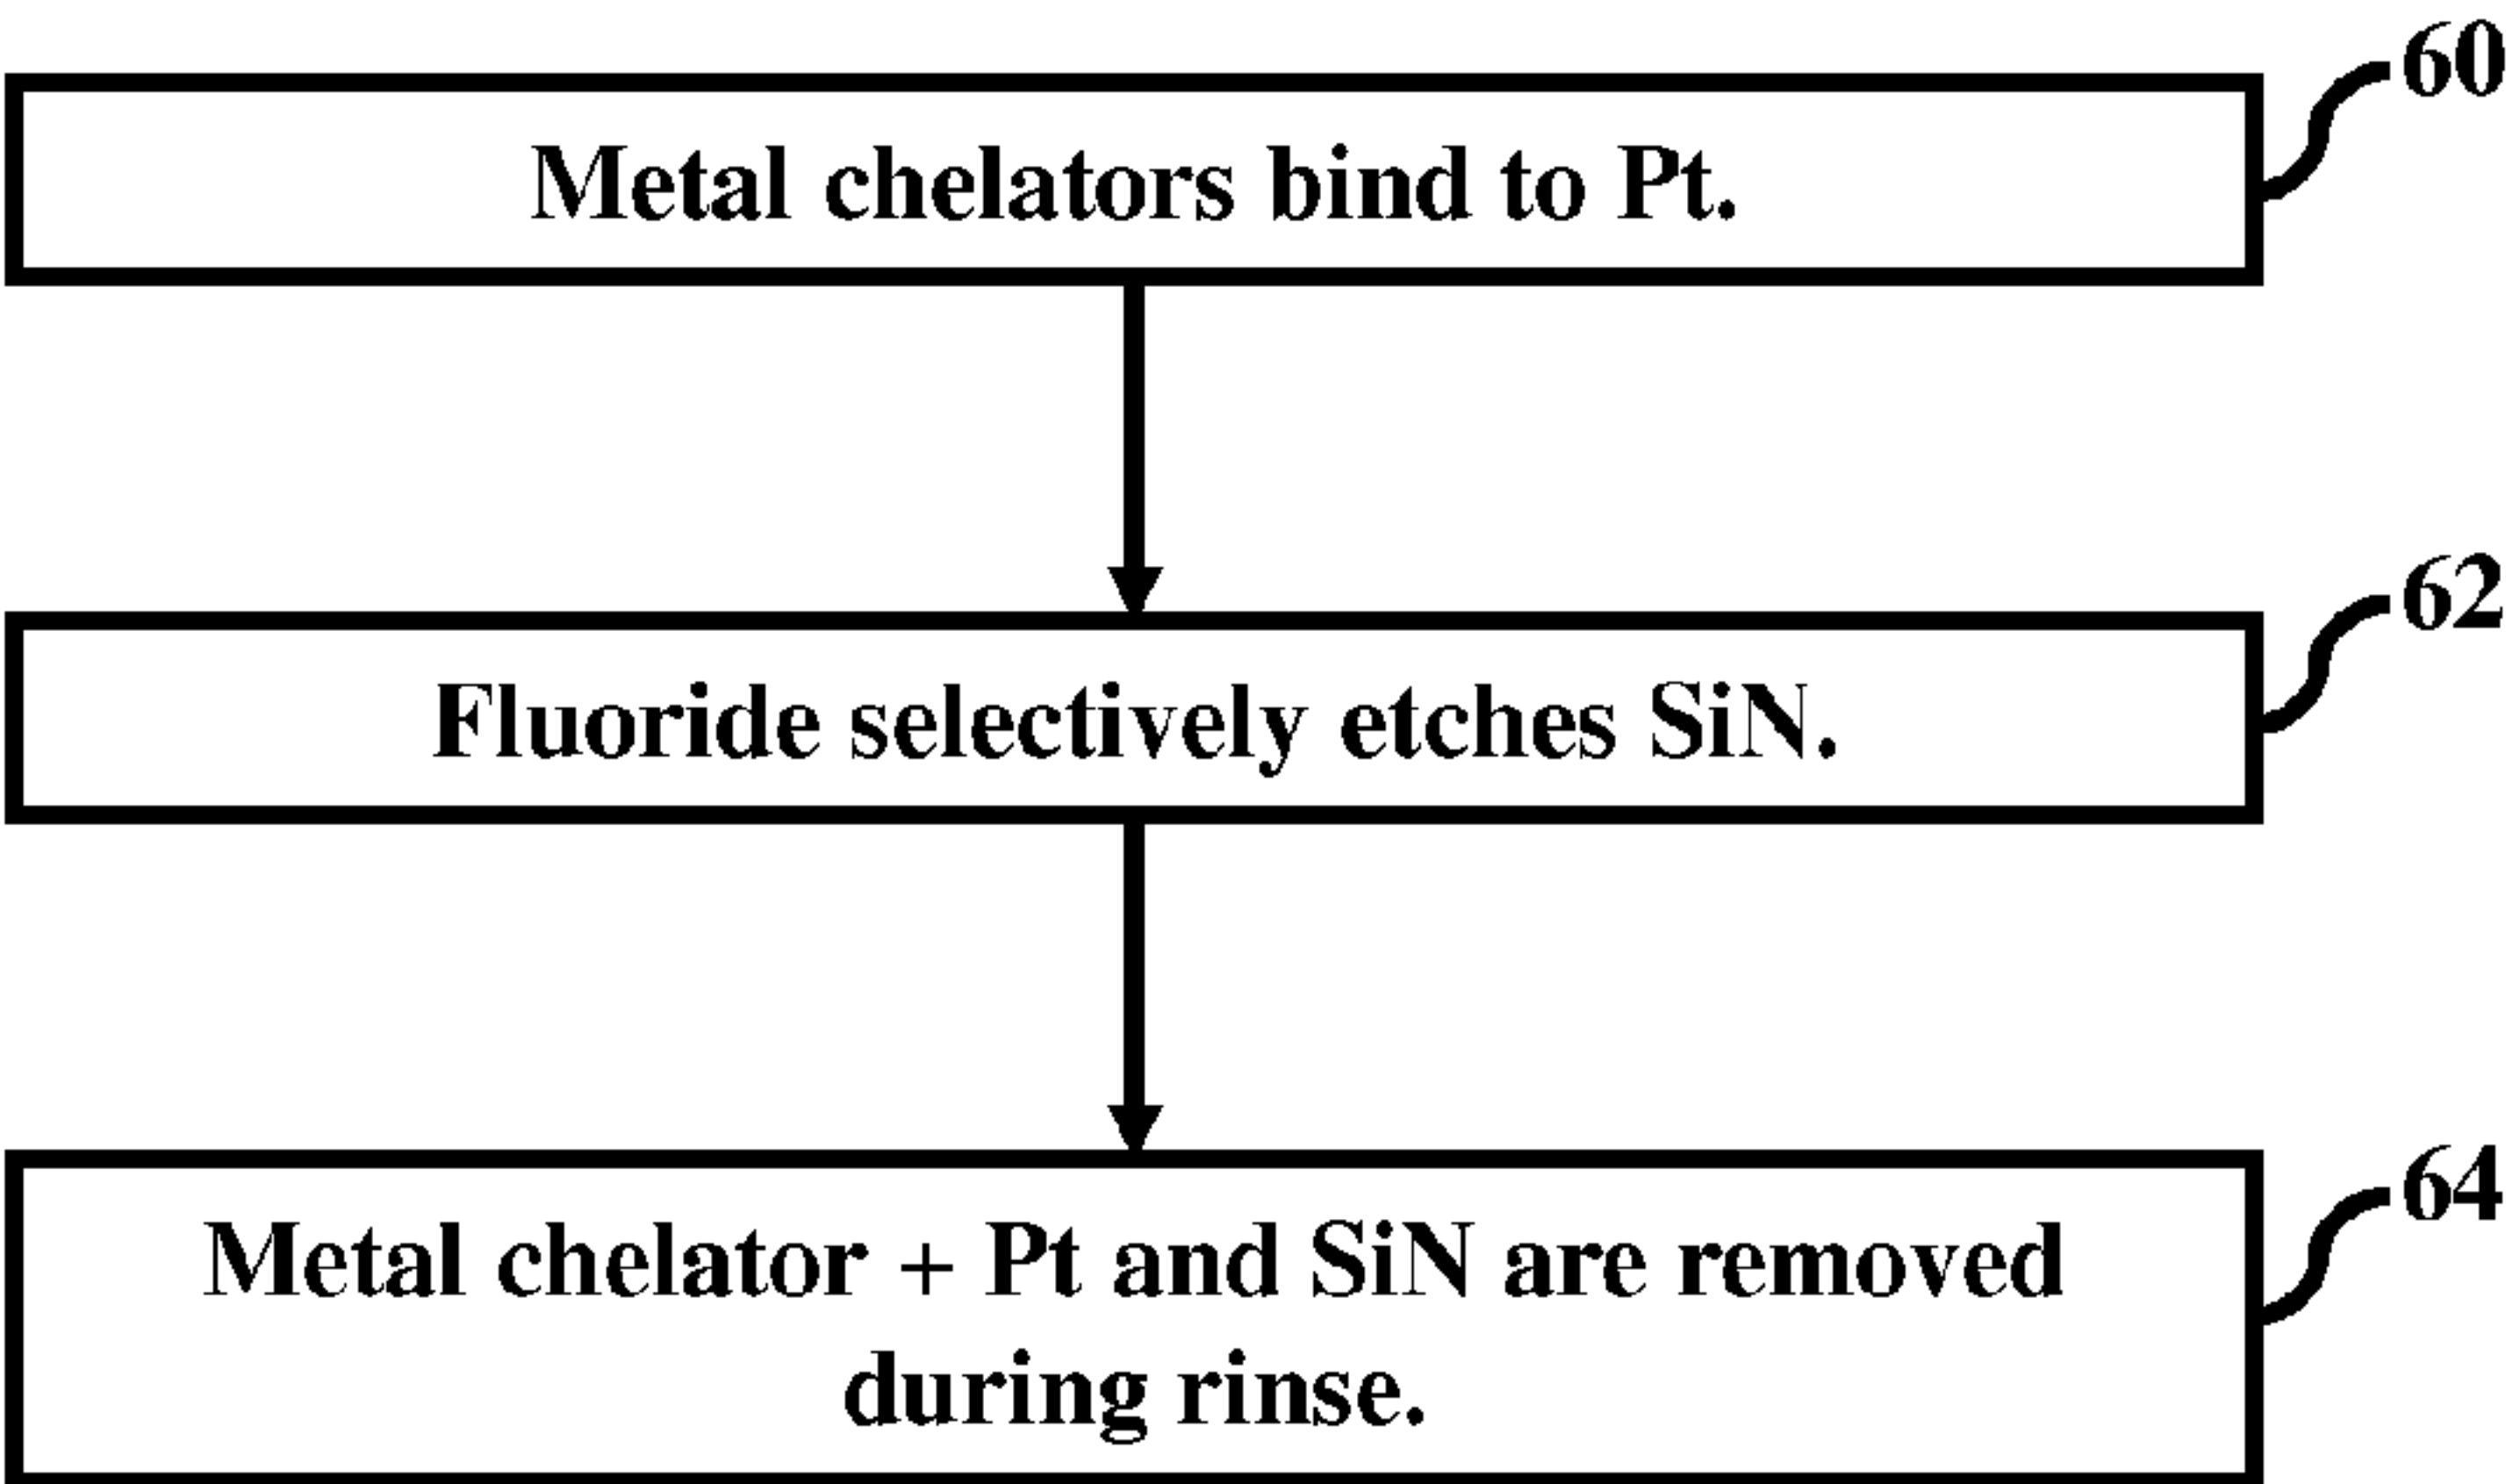 60
Metal chelators bind to Pt.
62
Fluoride selectively etches SiN.
64
Metal chelator + Pt and SiN are removed
during rinse.